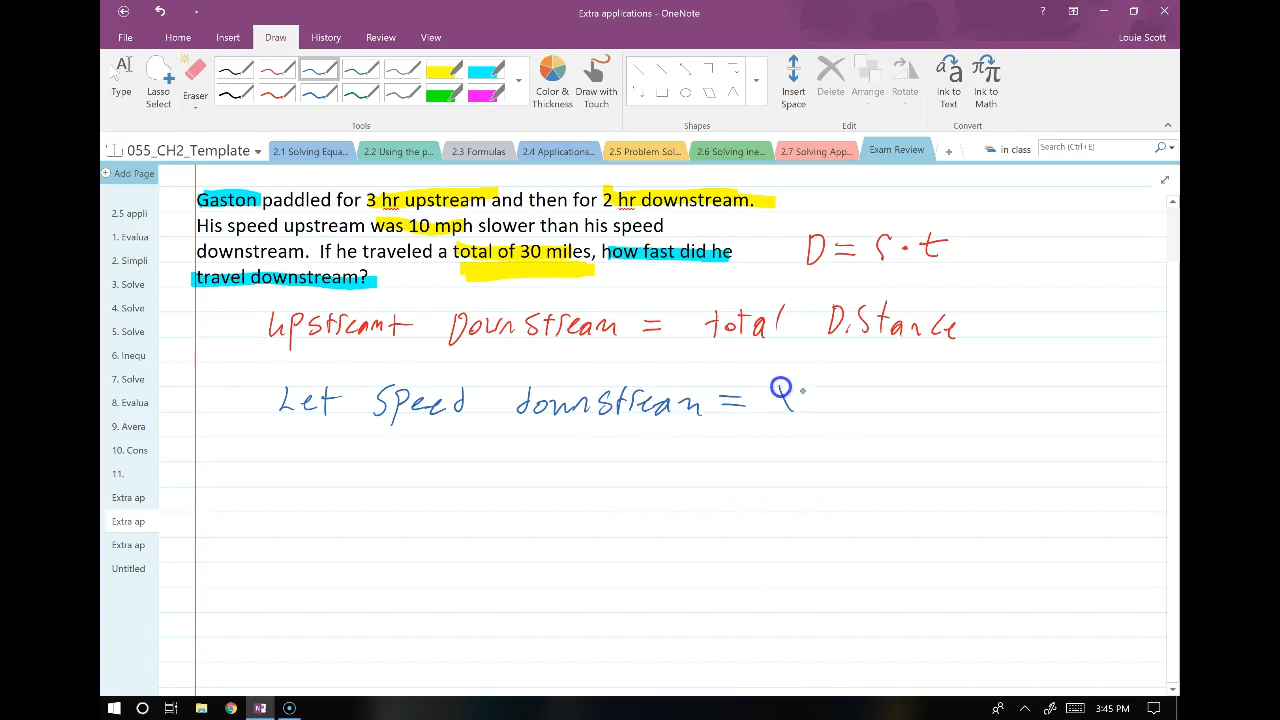 Extra applications - OneNote
? 
File Home Insert Draw History Review View
Louie Scott
Type Lasso Select Eraser
Color & Thickness Draw with Touch
Insert Space Delete Arrange Rotate Ink to Text Ink to Math
Tools Shapes Edit Convert
055_CH2_Template 2.1 Solving Equa... 2.2 Using the p... 2.3 Formulas 2.4 Applications... 2.5 Problem Sol... 2.6 Solving ine... 2.7 Solving App... Exam Review + in class Search (Ctrl+E)
Add Page
2.5 appli
1. Evalua
2. Simpli
3. Solve
4. Solve
5. Solve
6. Inequ
7. Solve
8. Evalua
9. Avera
10. Cons
11.
Extra ap
Extra ap
Extra ap
Untitled
Gaston paddled for 3 hr upstream and then for 2 hr downstream.
His speed upstream was 10 mph slower than his speed
downstream. If he traveled a total of 30 miles, how fast did he
travel downstream?
D = r · t
upstream + Downstream = total Distance
Let speed downstream =
3:45 PM